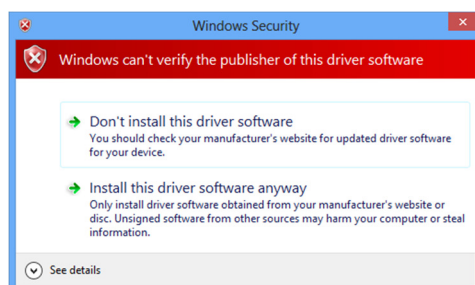 Windows Security
Windows can't verify the publisher of this driver software
Don't install this driver software
You should check your manufacturer's website for updated driver software
for your device.
Install this driver software anyway
Only install driver software obtained from your manufacturer's website or
disc. Unsigned software from other sources may harm your computer or steal
information.
See details